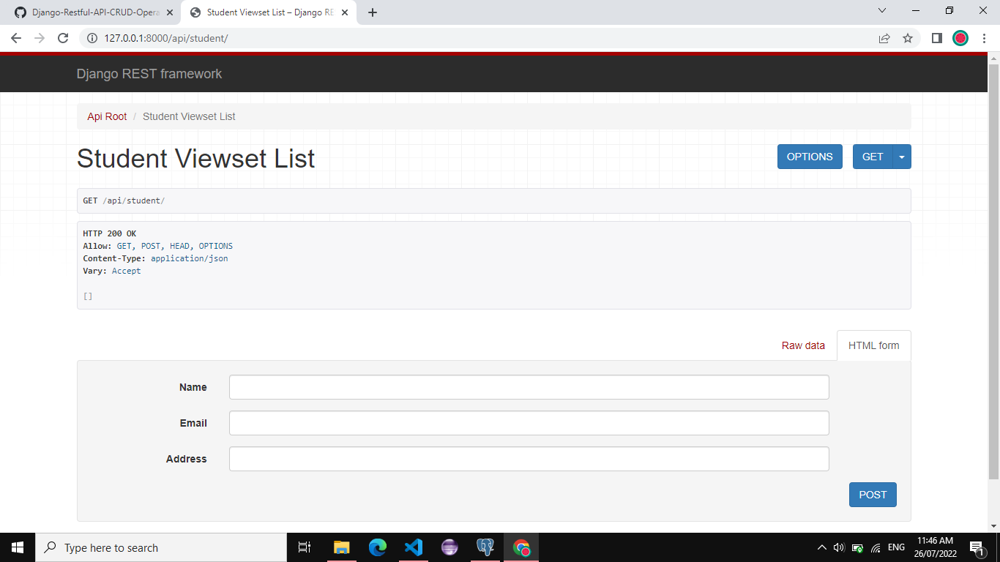 Django-Restful-API-CRUD-Opera
Student Viewset List – Django RE
127.0.0.1:8000/api/student/
Django REST framework
Api Root / Student Viewset List
Student Viewset List
OPTIONS
GET
GET /api/student/
HTTP 200 OK
Allow: GET, POST, HEAD, OPTIONS
Content-Type: application/json
Vary: Accept
[]
Raw data
HTML form
Name
Email
Address
POST
Type here to search
ENG
11:46 AM
26/07/2022
1